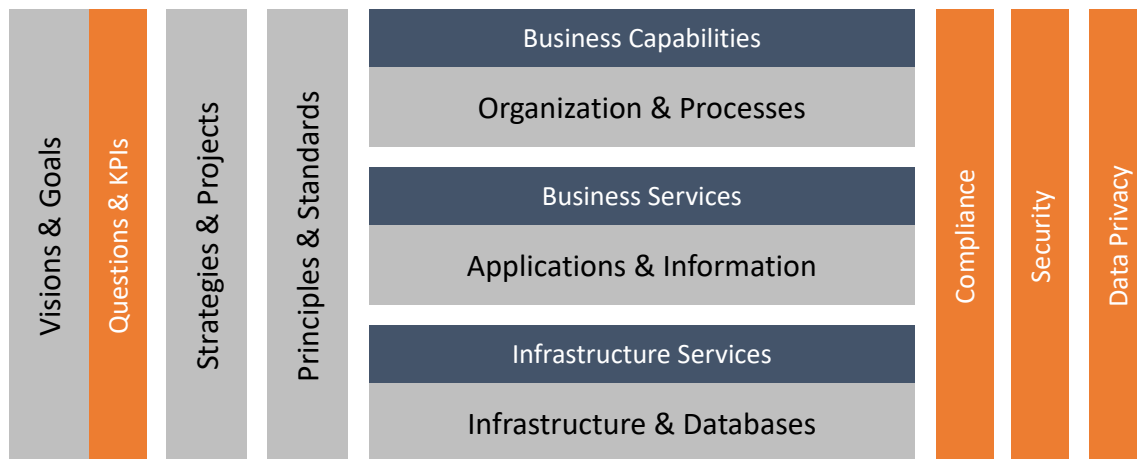 Visions & Goals
Questions & KPIs
Strategies & Projects
Principles & Standards
Business Capabilities
Organization & Processes
Business Services
Applications & Information
Infrastructure Services
Infrastructure & Databases
Compliance
Security
Data Privacy